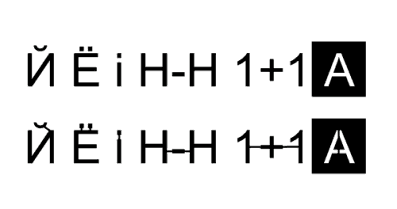 Й Ё і Н-Н 1+1 А
Й Ё і Н-Н 1+1 А